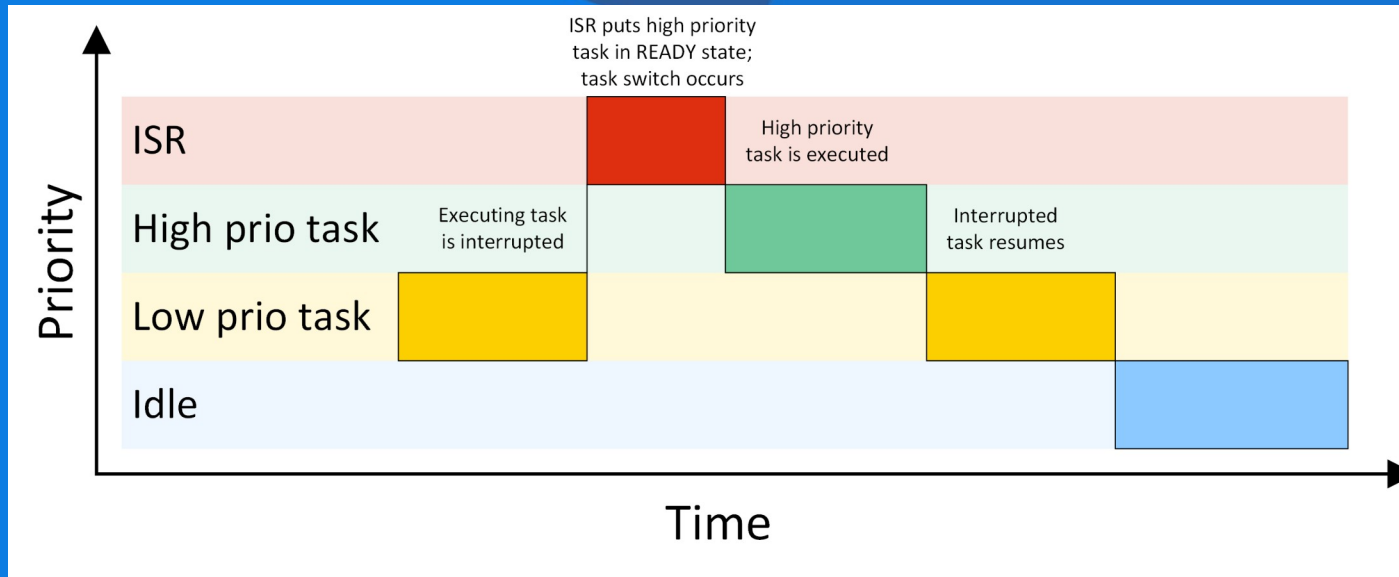 ISR puts high priority
task in READY state;
task switch occurs
ISR
High priority
task is executed
High prio task
Executing task
is interrupted
Interrupted
task resumes
Low prio task
Idle
Priority
Time